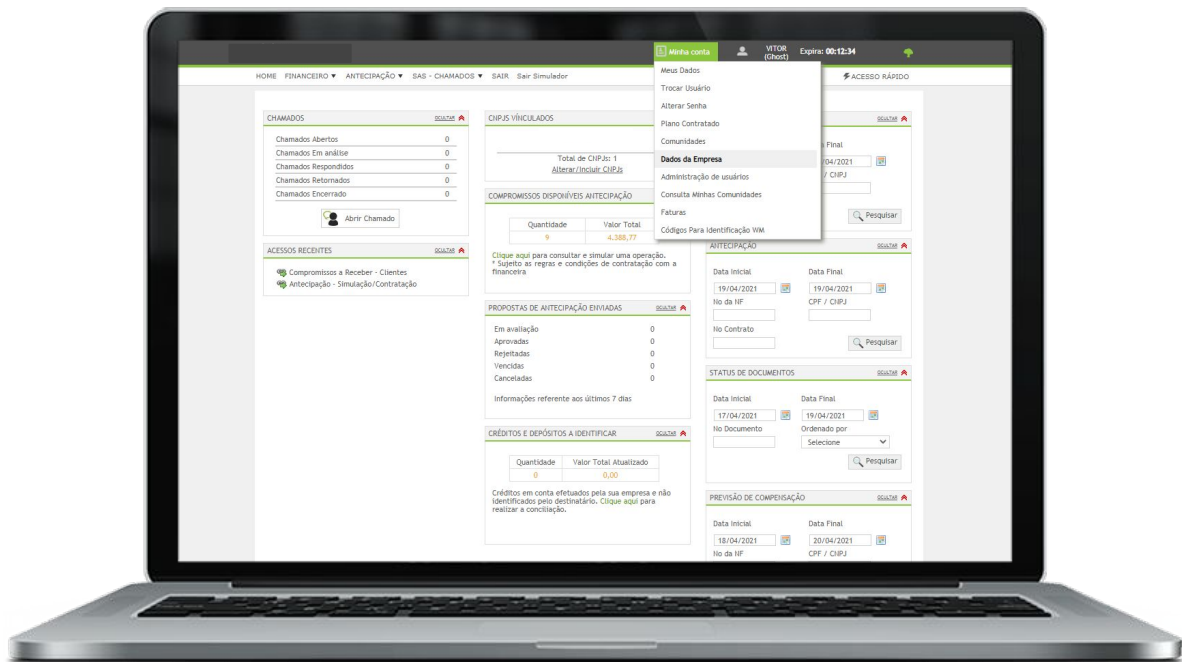 Minha conta
VITOR
(Ghost)
Expira: 00:12:34
HOME FINANCEIRO ▼ ANTECIPAÇÃO ▼ SAS - CHAMADOS ▼ SAIR Sair Simulador
ACESSO RÁPIDO
Meus Dados
Trocar Usuário
Alterar Senha
Plano Contratado
Comunidades
Dados da Empresa
Administração de usuários
Consulta Minhas Comunidades
Faturas
Códigos Para Identificação WM
CHAMADOS OCULTAR
Chamados Abertos 0
Chamados Em análise 0
Chamados Respondidos 0
Chamados Retornados 0
Chamados Encerrado 0
Abrir Chamado
ACESSOS RECENTES OCULTAR
Compromissos a Receber - Clientes
Antecipação - Simulação/Contratação
CNPJS VÍNCULADOS
Total de CNPJs: 1
Alterar/Incluir CNPJs
COMPROMISSOS DISPONÍVEIS ANTECIPAÇÃO
Quantidade Valor Total
9 4.388,77
Clique aqui para consultar e simular uma operação.
* Sujeito as regras e condições de contratação com a
financeira
PROPOSTAS DE ANTECIPAÇÃO ENVIADAS OCULTAR
Em avaliação 0
Aprovadas 0
Rejeitadas 0
Vencidas 0
Canceladas 0
Informações referente aos últimos 7 dias
CRÉDITOS E DEPÓSITOS A IDENTIFICAR OCULTAR
Quantidade Valor Total Atualizado
0 0,00
Créditos em conta efetuados pela sua empresa e não
identificados pelo destinatário. Clique aqui para
realizar a conciliação.
OCULTAR
Final
/04/2021
/ CNPJ
Pesquisar
ANTECIPAÇÃO OCULTAR
Data Inicial Data Final
19/04/2021 19/04/2021
No da NF CPF / CNPJ
No Contrato
Pesquisar
STATUS DE DOCUMENTOS OCULTAR
Data Inicial Data Final
17/04/2021 19/04/2021
No Documento Ordenado por
Selecione
Pesquisar
PREVISÃO DE COMPENSAÇÃO OCULTAR
Data Inicial Data Final
18/04/2021 20/04/2021
No da NF CPF / CNPJ